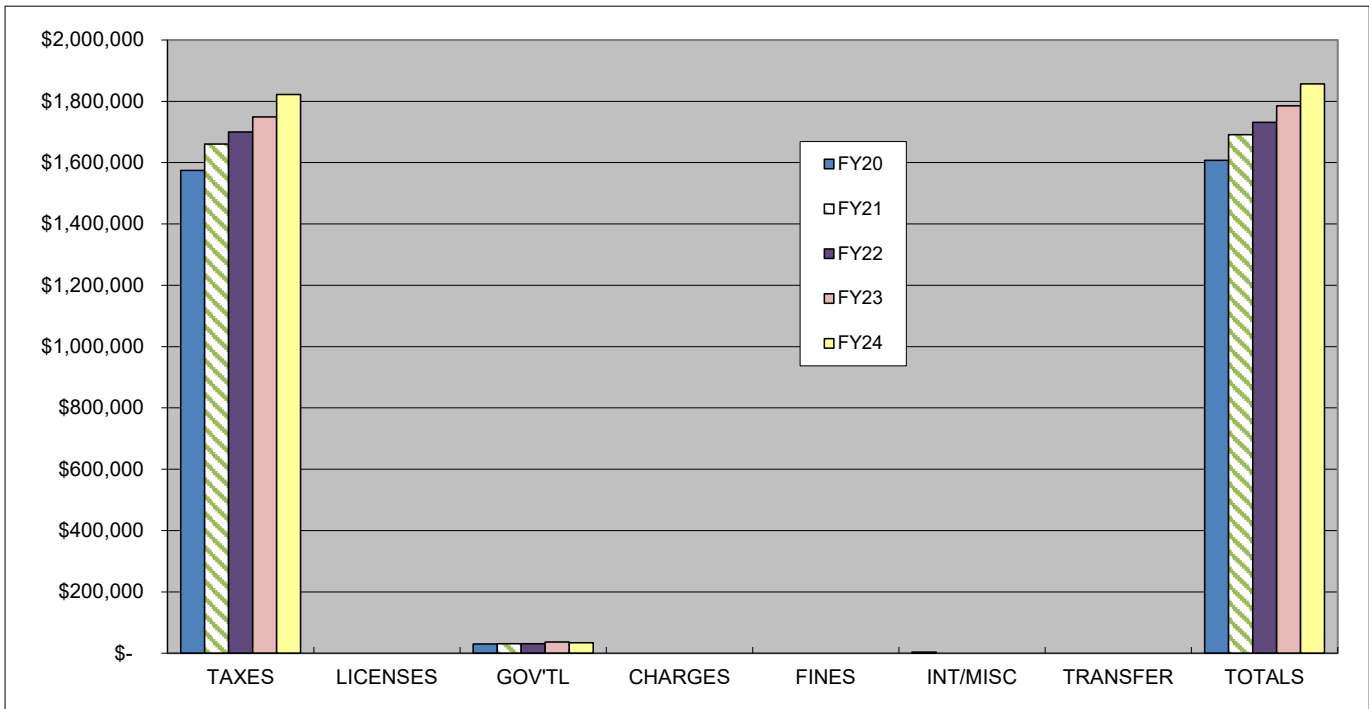 $2,000,000
$1,800,000
$1,600,000
$1,400,000
$1,200,000
$1,000,000
$800,000
$600,000
$400,000
$200,000
$-
FY20
FY21
FY22
FY23
FY24
TAXES LICENSES GOV'TL CHARGES FINES INT/MISC TRANSFER TOTALS